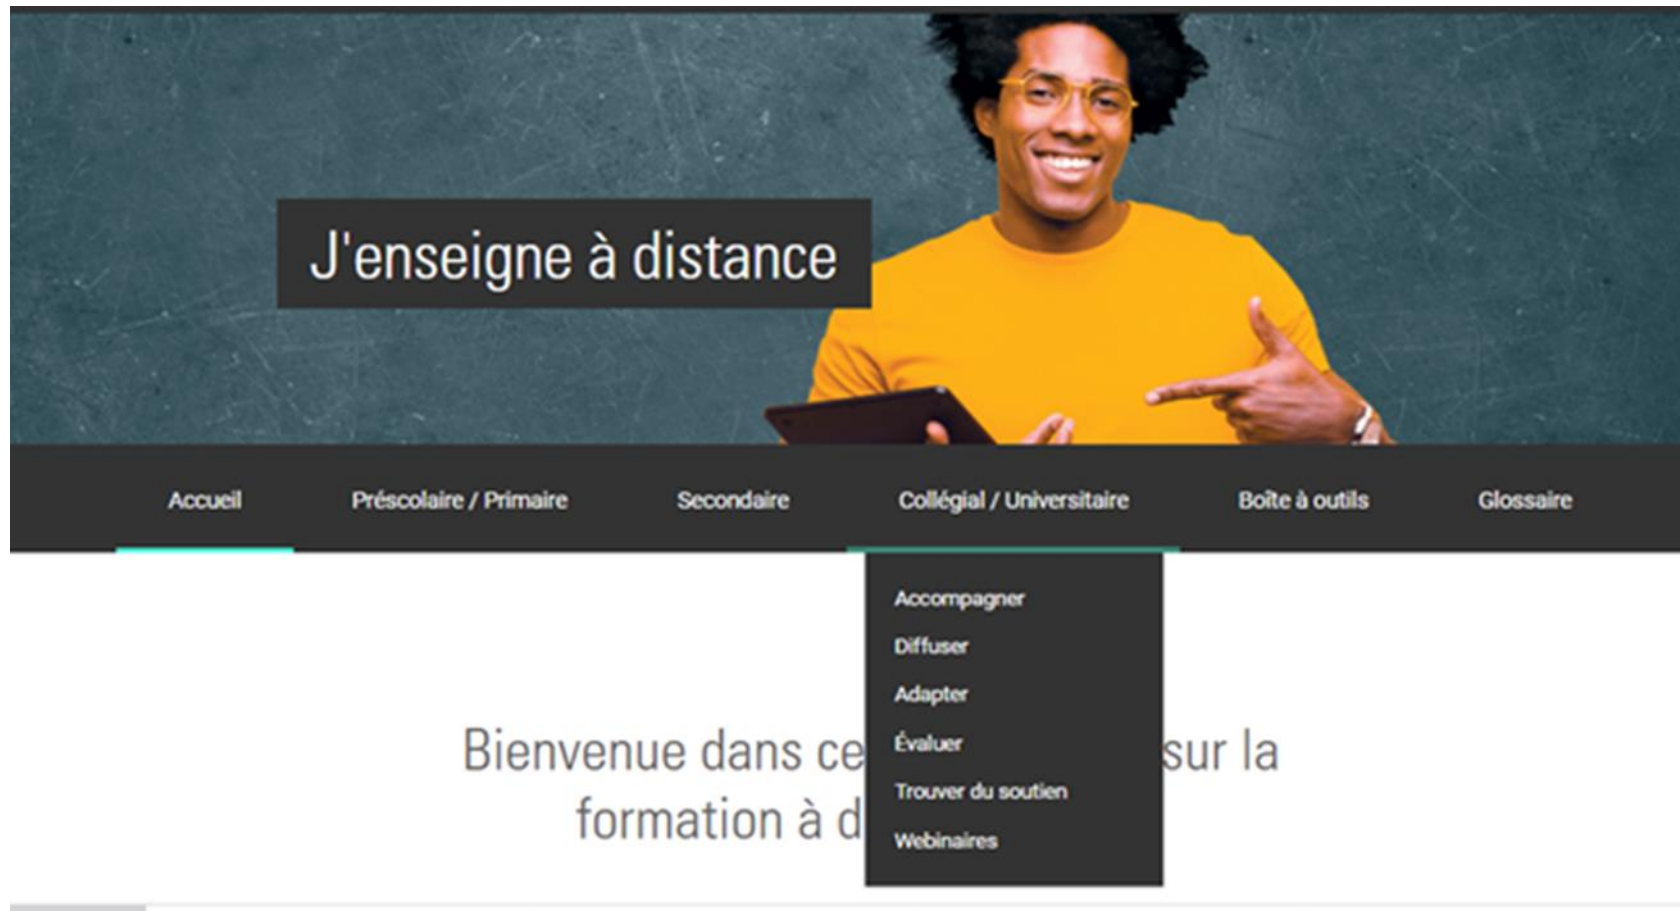 J'enseigne à distance
Accueil Préscolaire / Primaire Secondaire Collégial / Universitaire Boîte à outils Glossaire
Accompagner
Diffuser
Adapter
Évaluer
Trouver du soutien
Webinaires
Bienvenue dans ce sur la
formation à d